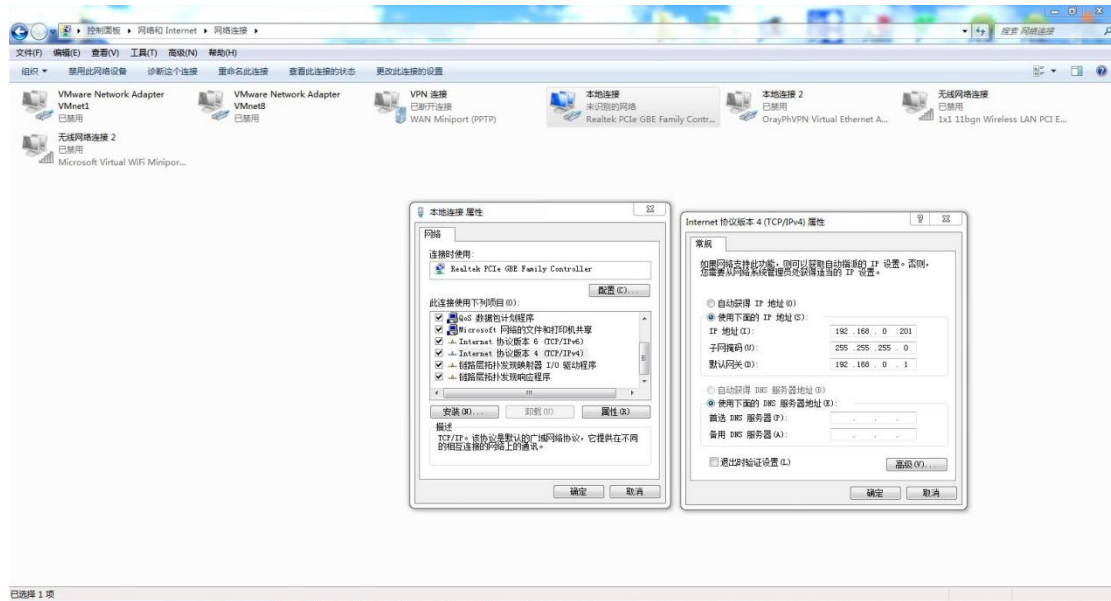 控制面板 ▸ 网络和 Internet ▸ 网络连接 ▸
搜索 网络连接
文件(F) 编辑(E) 查看(V) 工具(T) 高级(N) 帮助(H)
组织 ▾ 禁用此网络设备 诊断这个连接 重命名此连接 查看此连接的状态 更改此连接的设置
VMware Network Adapter
VMnet1
已禁用
VMware Network Adapter
VMnet8
已禁用
VPN 连接
已断开连接
WAN Miniport (PPTP)
本地连接
未识别的网络
Realtek PCIe GBE Family Contr...
本地连接 2
已禁用
OrayPhVPN Virtual Ethernet A...
无线网络连接
已禁用
1x1 11bgn Wireless LAN PCI E...
无线网络连接 2
已禁用
Microsoft Virtual WiFi Minipor...
本地连接 属性
网络
连接时使用:
Realtek PCIe GBE Family Controller
配置(C)...
此连接使用下列项目(O):
QoS 数据包计划程序
Microsoft 网络的文件和打印机共享
Internet 协议版本 6 (TCP/IPv6)
Internet 协议版本 4 (TCP/IPv4)
链路层拓扑发现映射器 I/O 驱动程序
链路层拓扑发现响应程序
安装(N)... 卸载(U) 属性(R)
描述
TCP/IP。该协议是默认的广域网络协议，它提供在不同
的相互连接的网络上的通讯。
确定 取消
Internet 协议版本 4 (TCP/IPv4) 属性
常规
如果网络支持此功能，则可以获取自动指派的 IP 设置。否则，
您需要从网络系统管理员处获得适当的 IP 设置。
自动获得 IP 地址(O)
使用下面的 IP 地址(S):
IP 地址(I): 192 .168 . 0 .201
子网掩码(U): 255 .255 .255 . 0
默认网关(D): 192 .168 . 0 . 1
自动获得 DNS 服务器地址(B)
使用下面的 DNS 服务器地址(E):
首选 DNS 服务器(P):
备用 DNS 服务器(A):
退出时验证设置(L)
高级(V)...
确定 取消
已选择 1 项